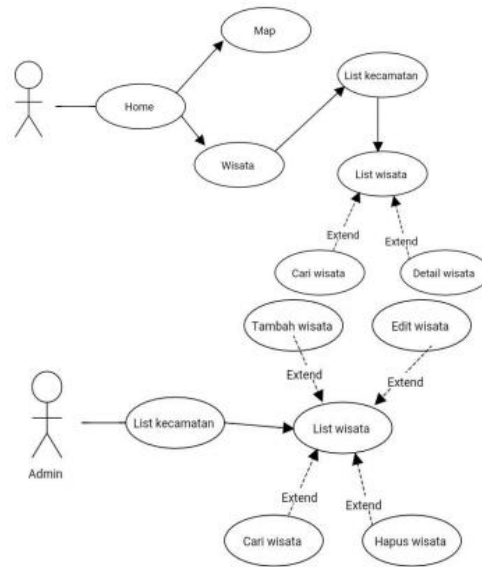 Map
List kecamatan
Home
Wisata
List wisata
Extend
Extend
Cari wisata
Detail wisata
Tambah wisata
Edit wisata
Extend
Extend
List kecamatan
List wisata
Admin
Extend
Extend
Cari wisata
Hapus wisata